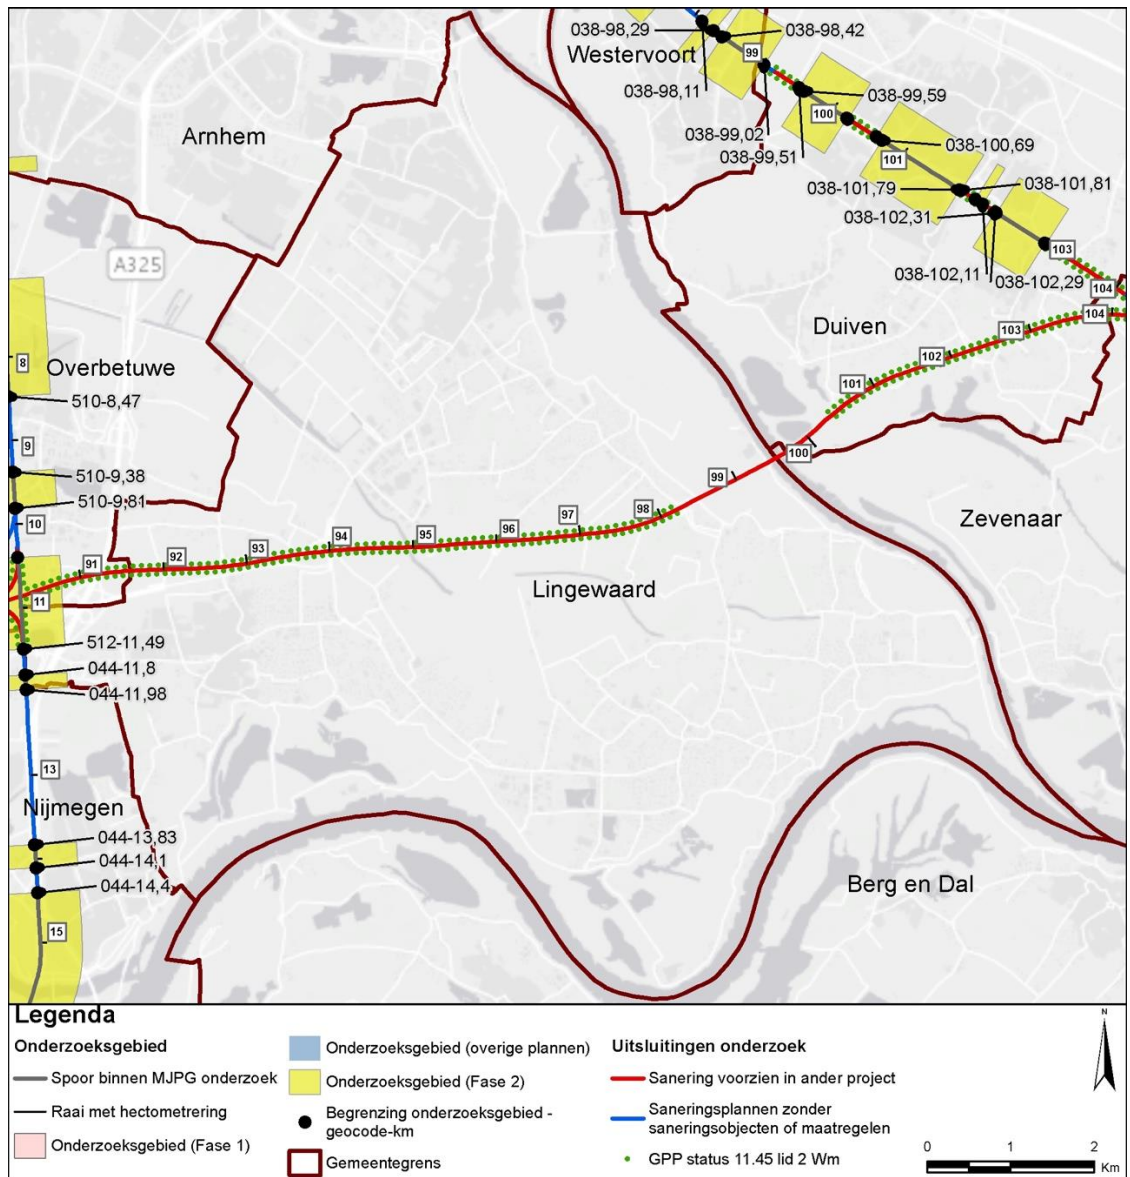 038-98,29
038-98,42
Westervoort
99
038-98,11
038-99,59
Arnhem
100
038-99,02
038-99,51
038-100,69
101
038-101,79
038-101,81
038-102,31
103
A325
038-102,11
038-102,29
104
104
Duiven
103
8
Overbetuwe
102
101
510-8,47
9
100
510-9,38
99
510-9,81
98
10
97
96
95
94
93
92
91
Zevenaar
Lingewaard
11
512-11,49
044-11,8
044-11,98
13
Nijmegen
044-13,83
044-14,1
044-14,4
Berg en Dal
15
Legenda
Onderzoeksgebied
Spoor binnen MJPG onderzoek
Raai met hectometrering
Onderzoeksgebied (Fase 1)
Onderzoeksgebied (overige plannen)
Onderzoeksgebied (Fase 2)
Begrenzing onderzoeksgebied -
geocode-km
Gemeentegrens
Uitsluitingen onderzoek
Sanering voorzien in ander project
Saneringsplannen zonder
saneringsobjecten of maatregelen
GPP status 11.45 lid 2 Wm
N
0 1 2
Km